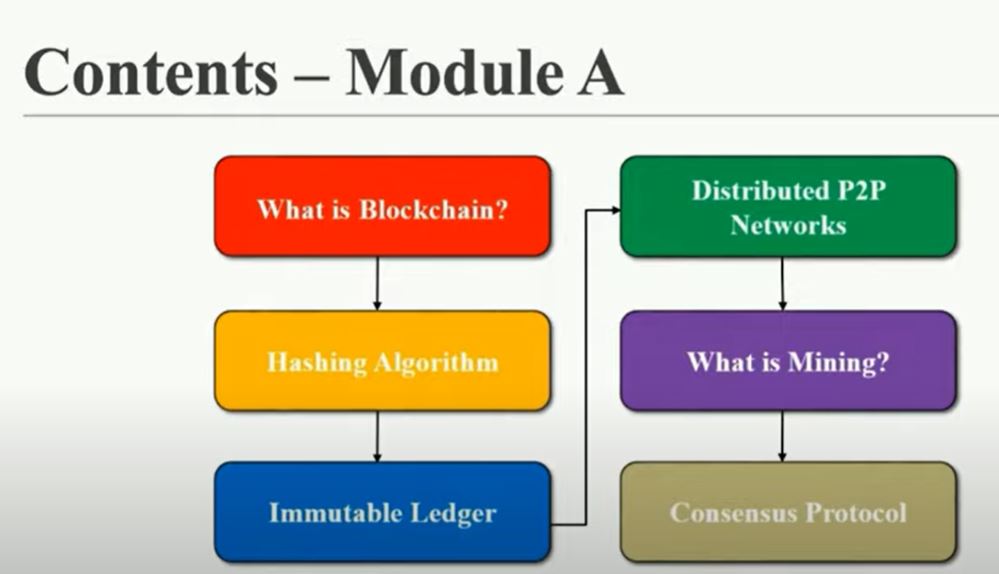 Contents – Module A
What is Blockchain?
Hashing Algorithm
Immutable Ledger
Distributed P2P
Networks
What is Mining?
Consensus Protocol